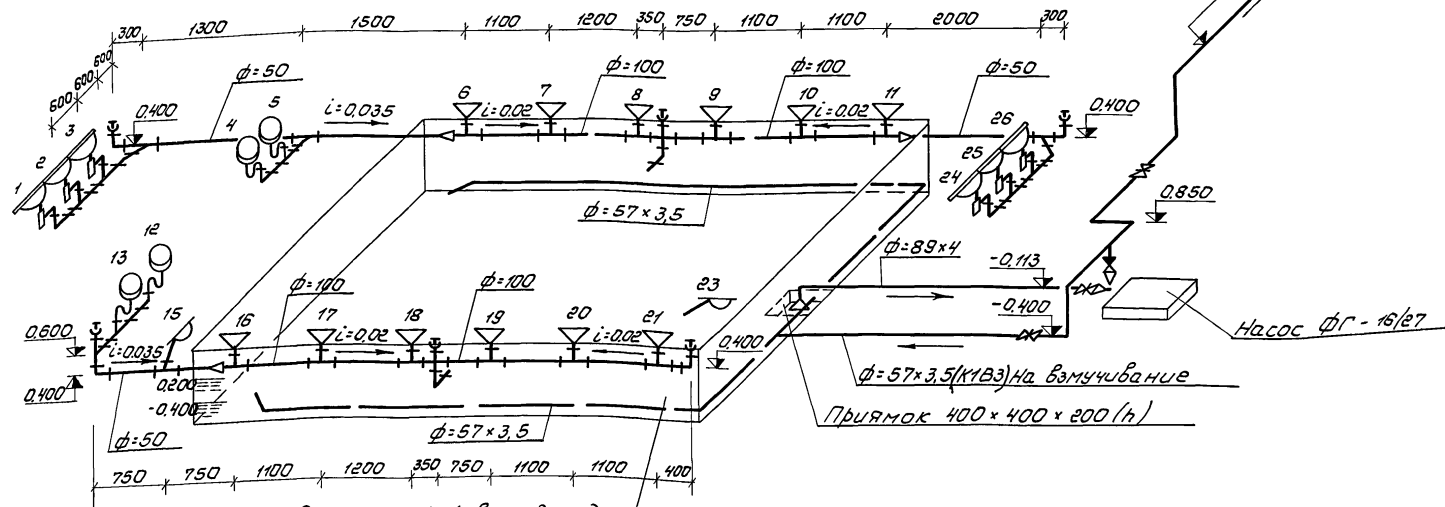 300 1300 1500 1100 1200 350 750 1100 1100 2000 300
600 600 600
ф=50 ф=100 ф=100 ф=50
3 0,400 4 5 i=0,035 6 i=0.02 7 8 9 10 i=0.02 11 26 0,400
2 25
1 24
ф=57×3,5
0.850
12
13
ф=89×4
-0,113
-0,400
Насос ФГ-16/27
ф=100 ф=100 23
15 16 17 i=0,02 18 19 20 i=0,02 21
0.600 i=0.035 0.400
0.400 0.200
-0.400
ф=57×3,5(К1В3)на взмучивание
Приямок 400×400×200(h)
ф=50 ф=57×3,5
750 750 1100 1200 350 750 1100 1100 400